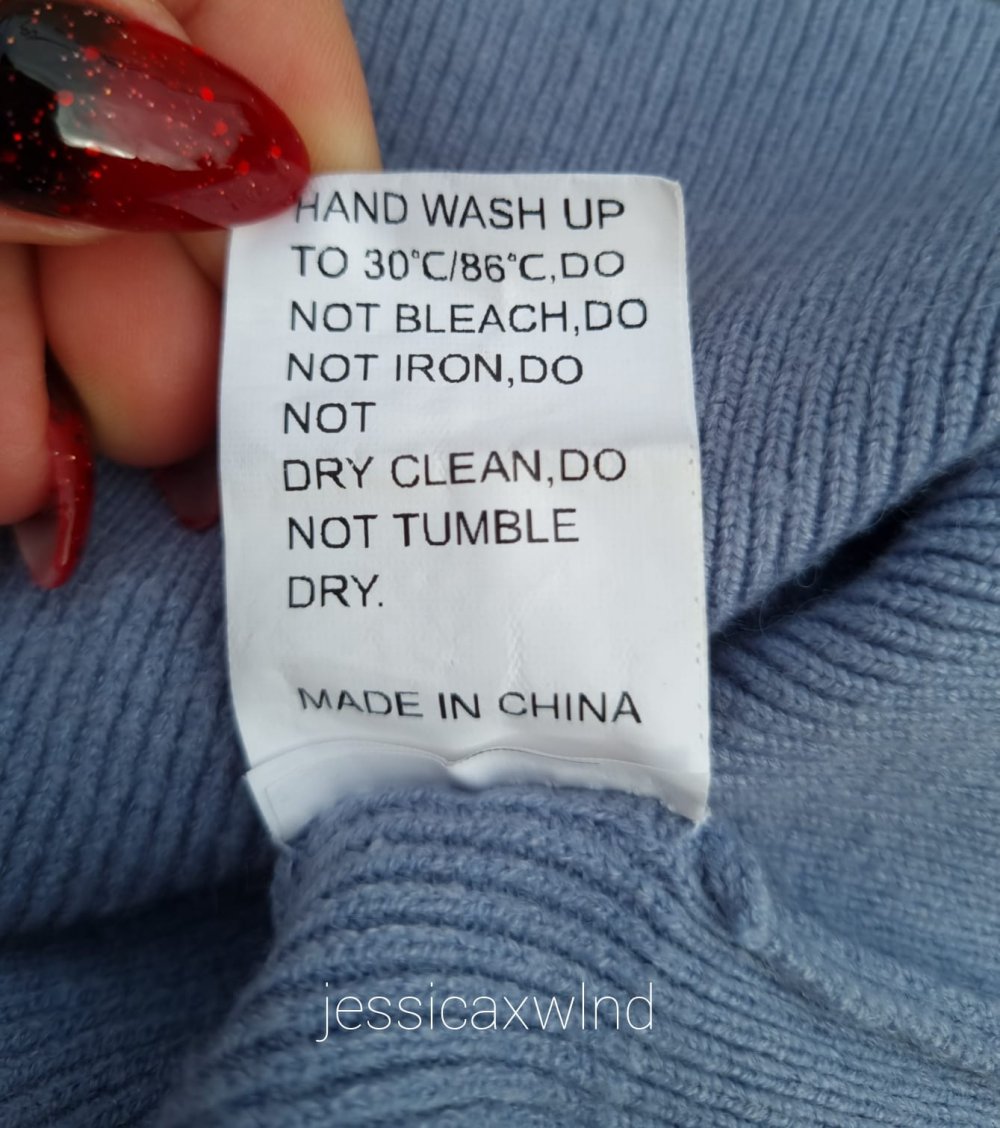 HAND WASH UP
TO 30°C/86°C,DO
NOT BLEACH,DO
NOT IRON,DO
NOT
DRY CLEAN,DO
NOT TUMBLE
DRY.
MADE IN CHINA
jessicaxwlnd